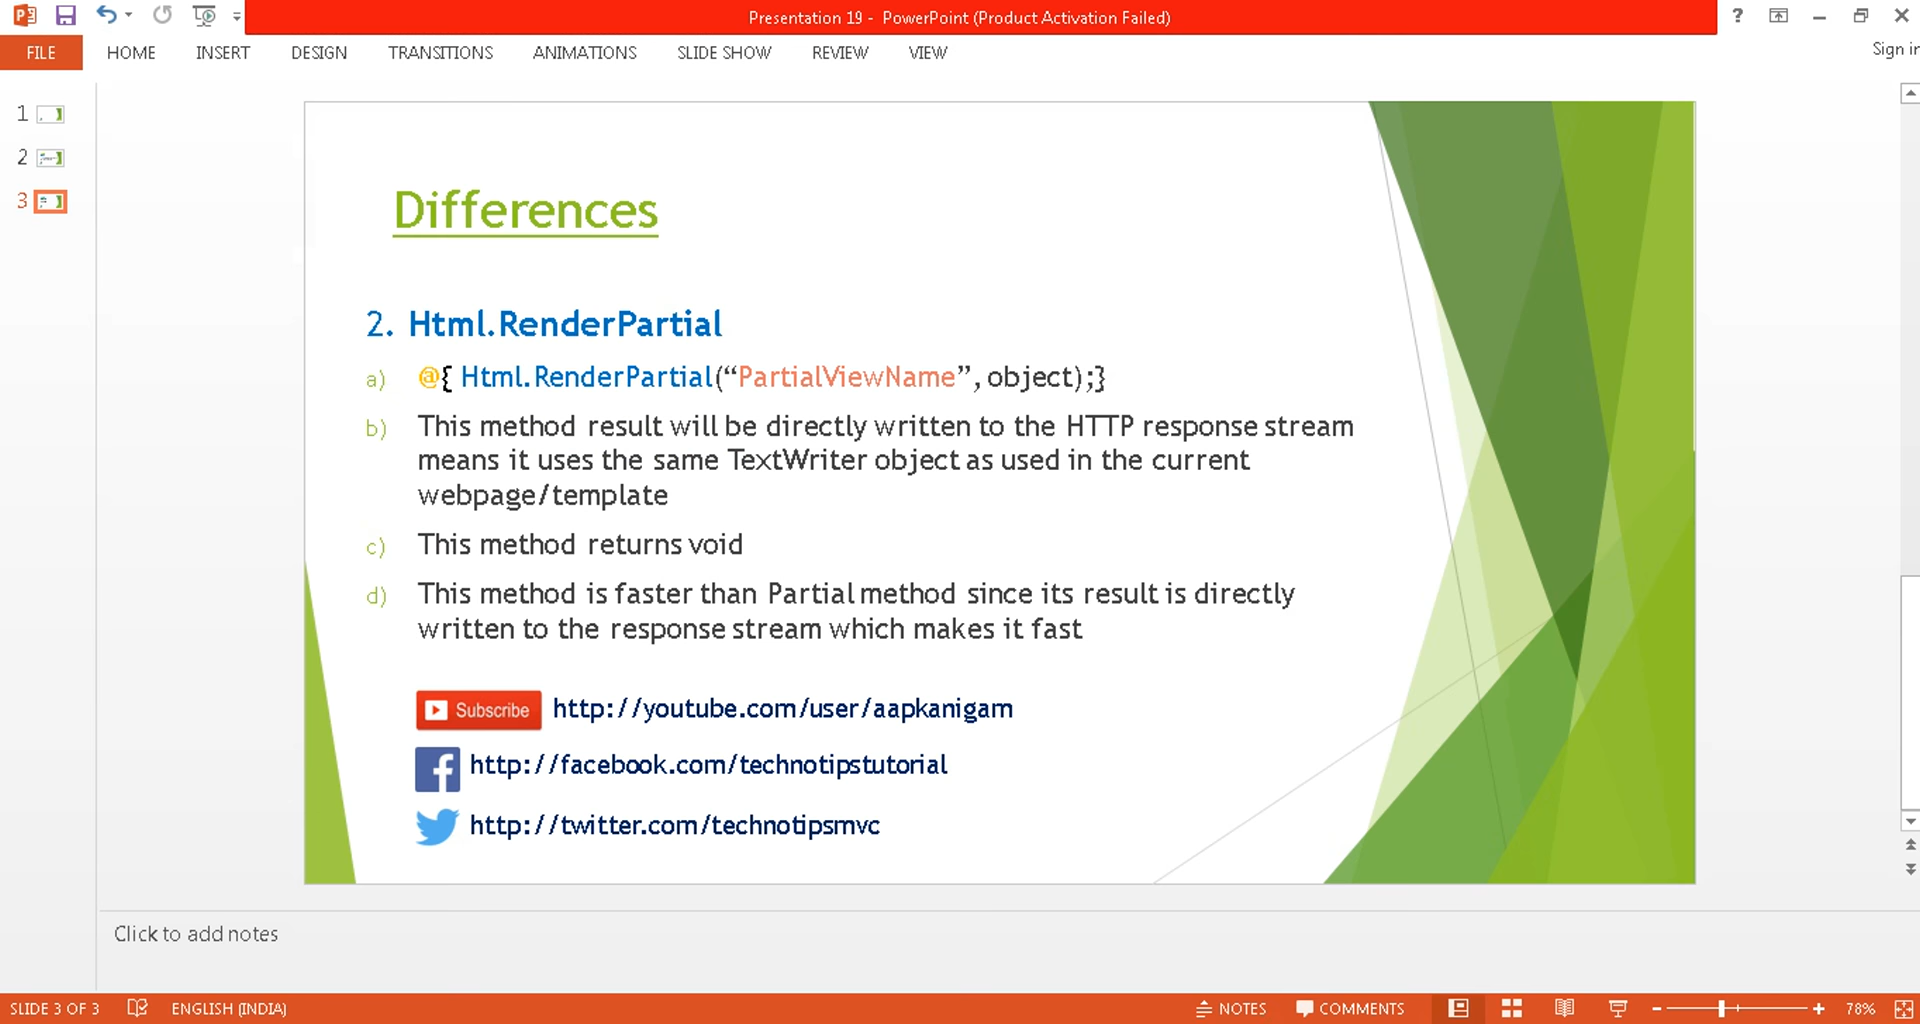 Presentation 19 - PowerPoint (Product Activation Failed)
?
FILE HOME INSERT DESIGN TRANSITIONS ANIMATIONS SLIDE SHOW REVIEW VIEW
Sign in
1
2
3
Differences
2. Html.RenderPartial
a) @{ Html.RenderPartial(“PartialViewName”, object);}
b) This method result will be directly written to the HTTP response stream
means it uses the same TextWriter object as used in the current
webpage/template
c) This method returns void
d) This method is faster than Partial method since its result is directly
written to the response stream which makes it fast
Subscribe http://youtube.com/user/aapkanigam
http://facebook.com/technotipstutorial
http://twitter.com/technotipsmvc
Click to add notes
SLIDE 3 OF 3 ENGLISH (INDIA) NOTES COMMENTS 78%